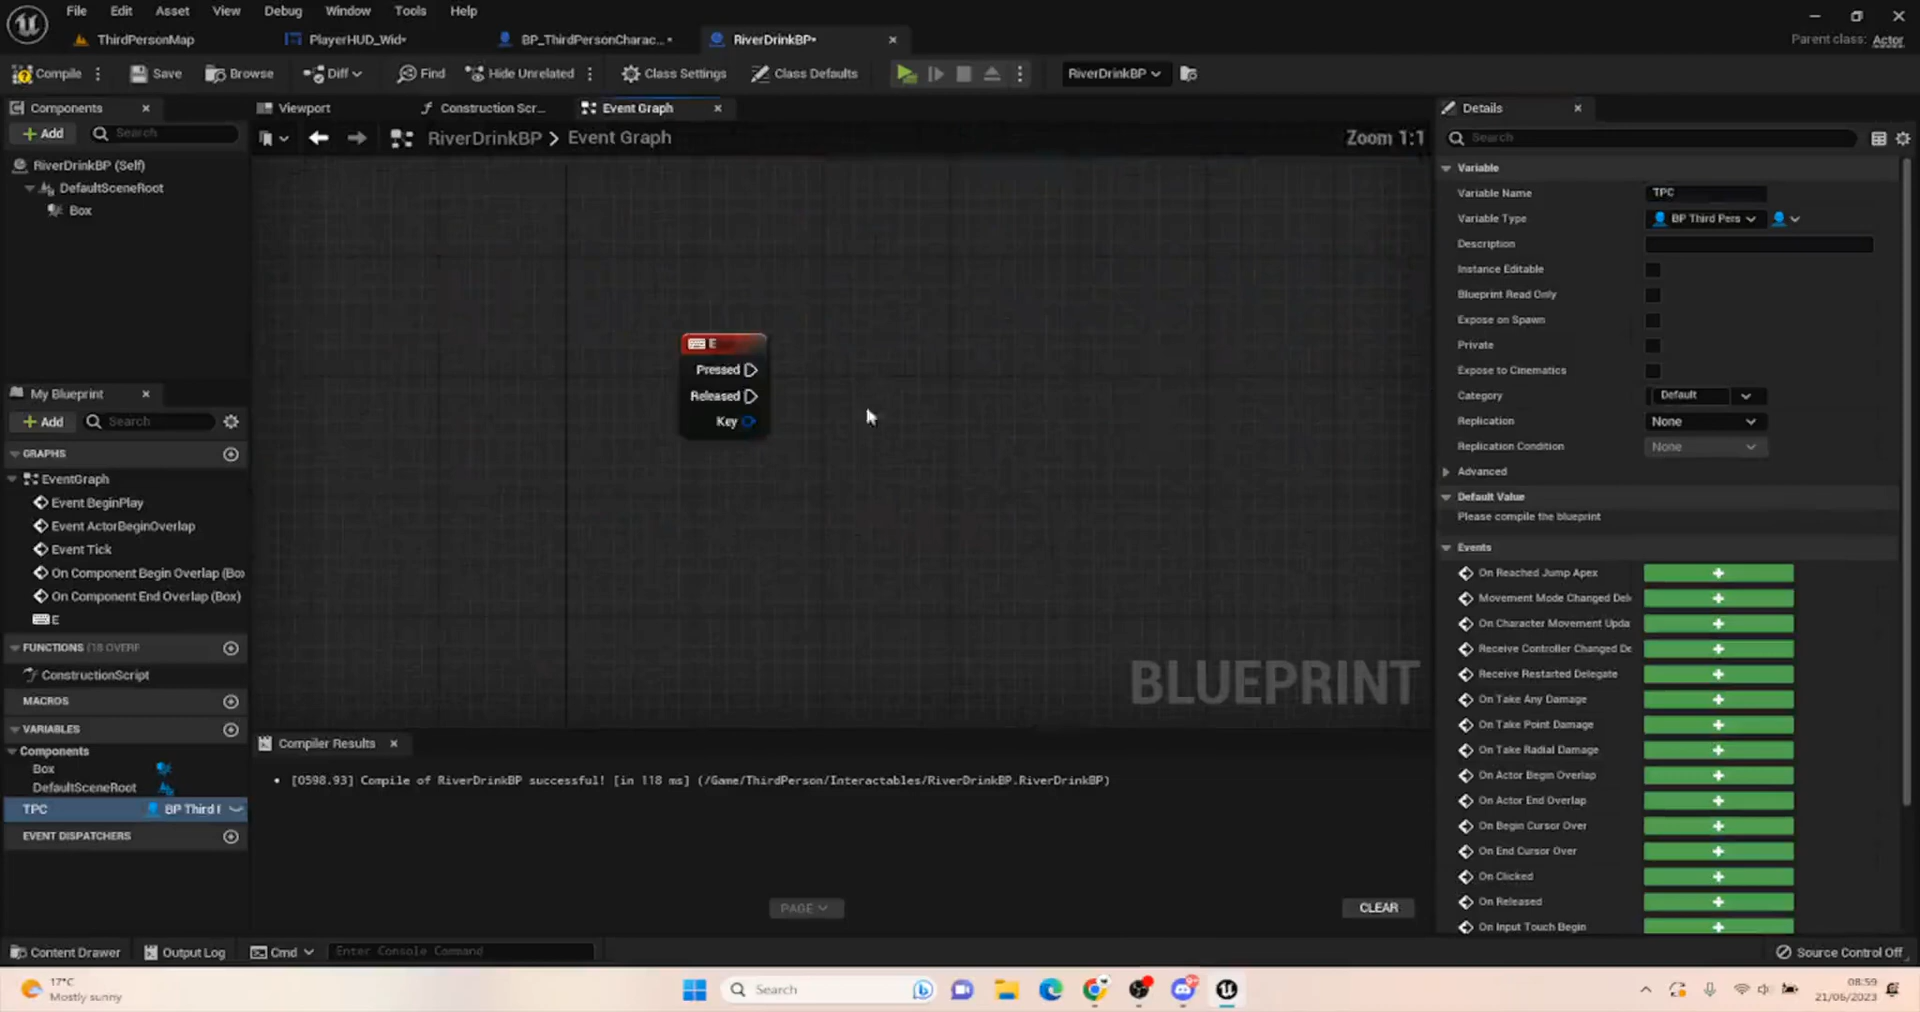 File Edit View Asset Debug Window Tools Help
ThirdPersonMap PlayerHUD_Wid• BP_ThirdPersonCharac...• RiverDrinkBP•
Parent class: Actor
Compile Save Browse Diff Find Hide Unrelated Class Settings Class Defaults RiverDrinkBP
Components
Add Search
RiverDrinkBP (Self)
DefaultSceneRoot
Box
My Blueprint
Add Search
GRAPHS
EventGraph
Event BeginPlay
Event ActorBeginOverlap
Event Tick
On Component Begin Overlap (Box
On Component End Overlap (Box)
E
FUNCTIONS (18 OVERR
ConstructionScript
MACROS
VARIABLES
Components
Box
DefaultSceneRoot
TPC BP Third I
EVENT DISPATCHERS
Viewport Construction Scr... Event Graph
RiverDrinkBP > Event Graph
Zoom 1:1
E
Pressed
Released
Key
BLUEPRINT
Compiler Results
• [0598.93] Compile of RiverDrinkBP successful! [in 118 ms] (/Game/ThirdPerson/Interactables/RiverDrinkBP.RiverDrinkBP)
PAGE
CLEAR
Details
Search
Variable
Variable Name TPC
Variable Type BP Third Pers
Description
Instance Editable
Blueprint Read Only
Expose on Spawn
Private
Expose to Cinematics
Category Default
Replication None
Replication Condition None
Advanced
Default Value
Please compile the blueprint
Events
On Reached Jump Apex
Movement Mode Changed Del
On Character Movement Upda
Receive Controller Changed De
Receive Restarted Delegate
On Take Any Damage
On Take Point Damage
On Take Radial Damage
On Actor Begin Overlap
On Actor End Overlap
On Begin Cursor Over
On End Cursor Over
On Clicked
On Released
On Input Touch Begin
Content Drawer Output Log Cmd Enter Console Command
Source Control Off
17°C
Mostly sunny
Search
08:59
21/06/2023